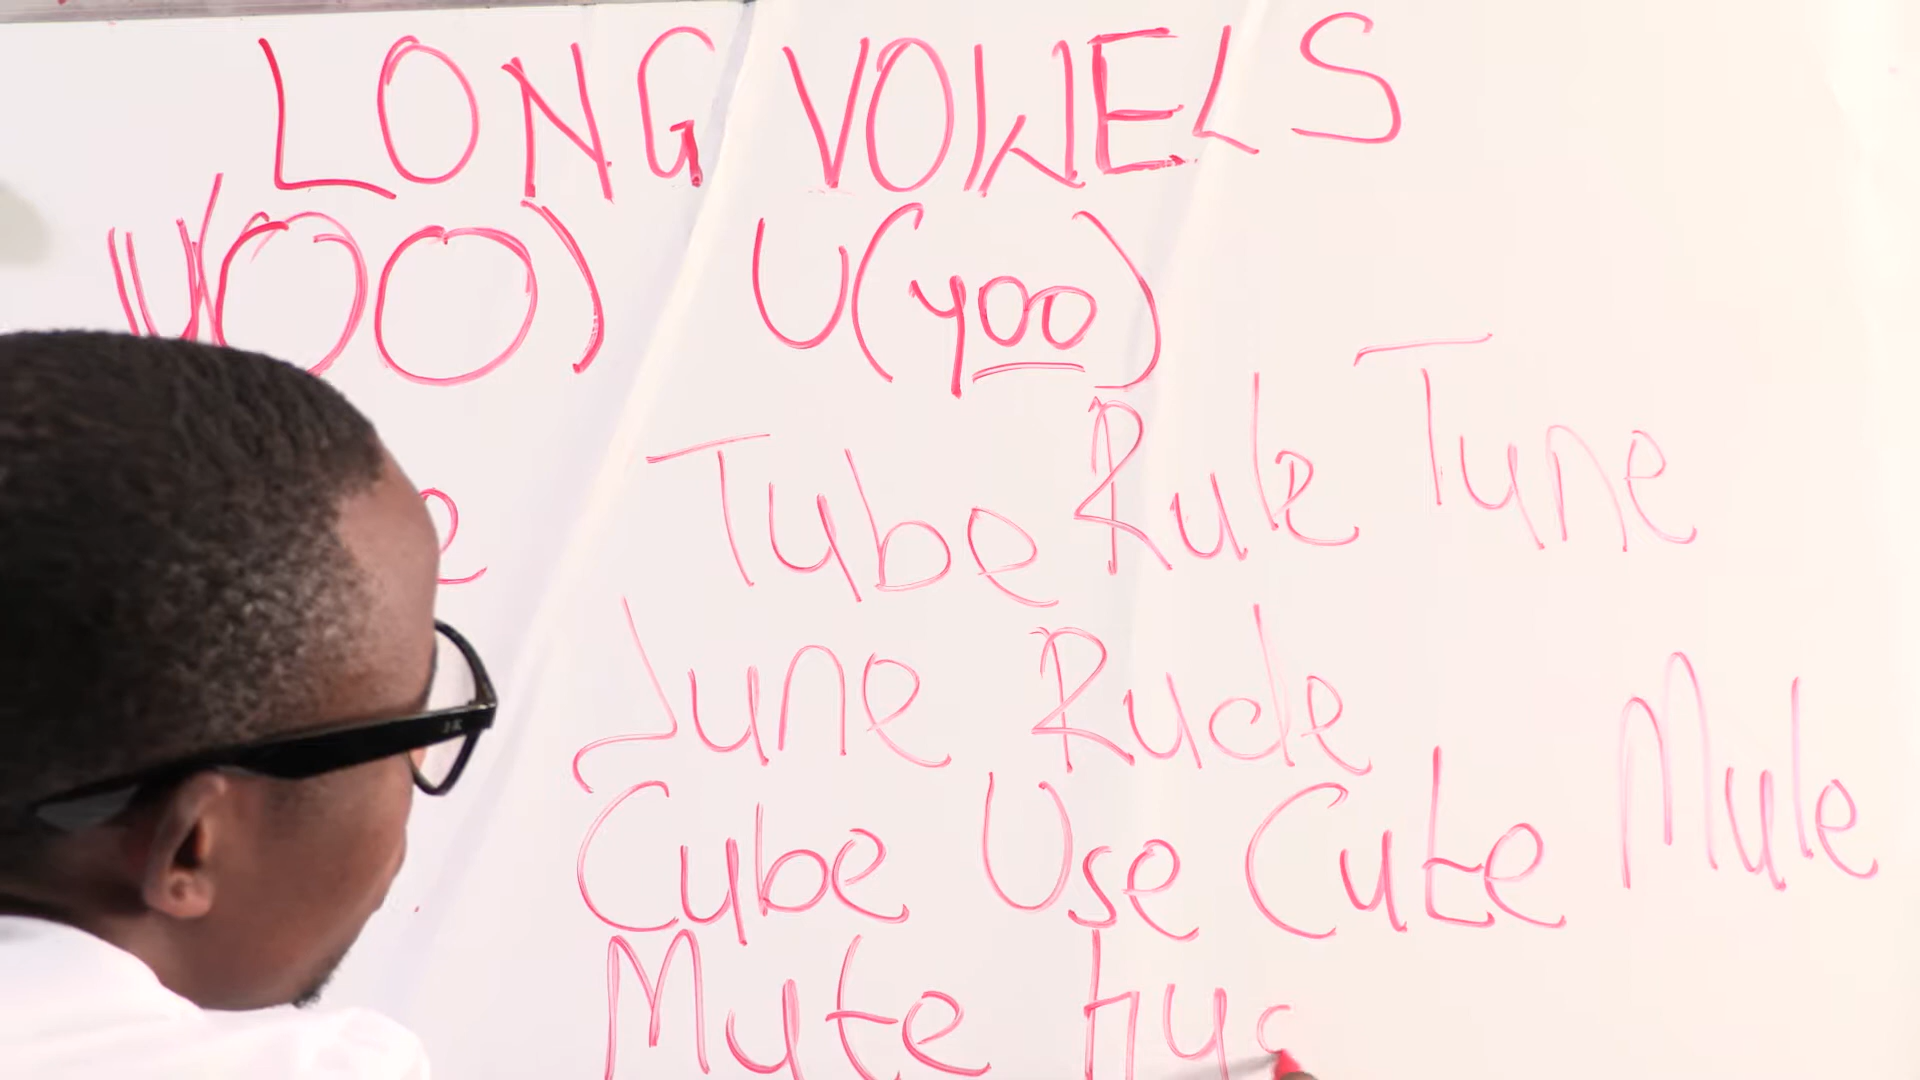 LONG VOWELS
U(OO) U(yoo)
Tube Rule Tune
June Rude
Cube Use Cute Mule
Mute